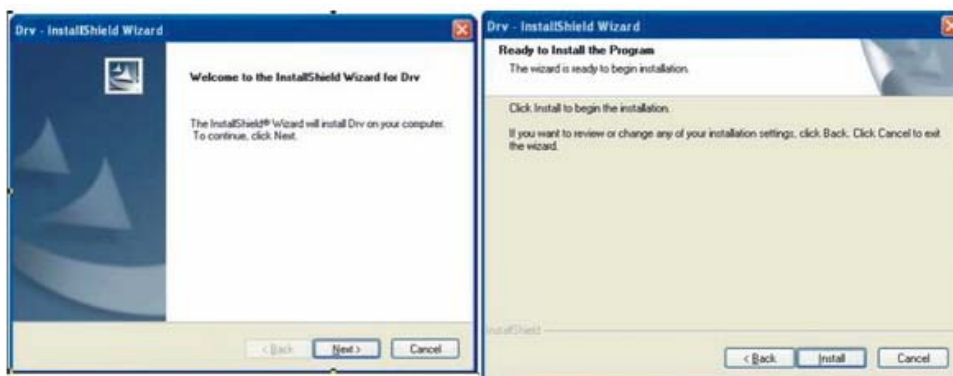 Drv - InstallShield Wizard
Welcome to the InstallShield Wizard for Drv
The InstallShield® Wizard will install Drv on your computer.
To continue, click Next.
< Back
Next >
Cancel
Drv - InstallShield Wizard
Ready to Install the Program
The wizard is ready to begin installation.
Click Install to begin the installation.
If you want to review or change any of your installation settings, click Back. Click Cancel to exit
the wizard.
InstallShield
< Back
Install
Cancel